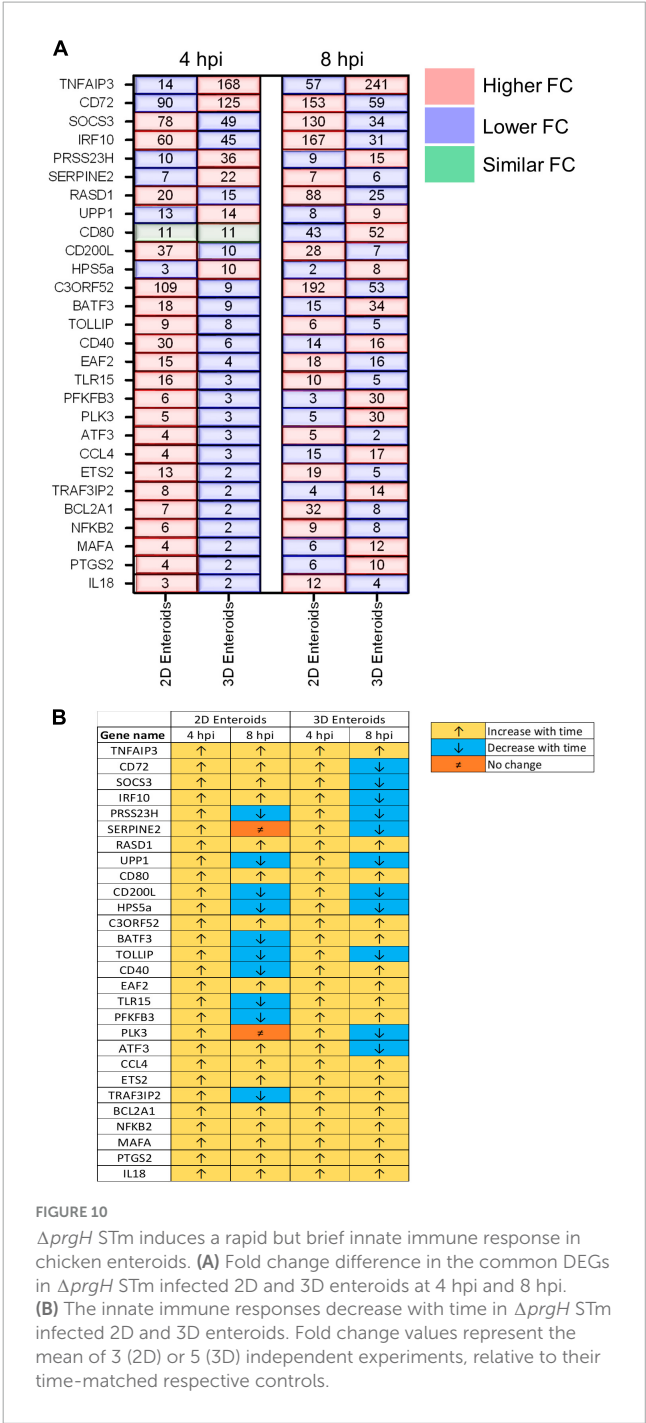 A
4 hpi 8 hpi
TNFAIP3 14 168 57 241
CD72 90 125 153 59
SOCS3 78 49 130 34
IRF10 60 45 167 31
PRSS23H 10 36 9 15
SERPINE2 7 22 7 6
RASD1 20 15 88 25
UPP1 13 14 8 9
CD80 11 11 43 52
CD200L 37 10 28 7
HPS5a 3 10 2 8
C3ORF52 109 9 192 53
BATF3 18 9 15 34
TOLLIP 9 8 6 5
CD40 30 6 14 16
EAF2 15 4 18 16
TLR15 16 3 10 5
PFKFB3 6 3 3 30
PLK3 5 3 5 30
ATF3 4 3 5 2
CCL4 4 3 15 17
ETS2 13 2 19 5
TRAF3IP2 8 2 4 14
BCL2A1 7 2 32 8
NFKB2 6 2 9 8
MAFA 4 2 6 12
PTGS2 4 2 6 10
IL18 3 2 12 4
2D Enteroids 3D Enteroids 2D Enteroids 3D Enteroids
Higher FC
Lower FC
Similar FC
B
2D Enteroids 3D Enteroids
Gene name 4 hpi 8 hpi 4 hpi 8 hpi
TNFAIP3 ↑ ↑ ↑ ↑
CD72 ↑ ↑ ↑ ↓
SOCS3 ↑ ↑ ↑ ↓
IRF10 ↑ ↑ ↑ ↓
PRSS23H ↑ ↓ ↑ ↓
SERPINE2 ↑ ≠ ↑ ↓
RASD1 ↑ ↑ ↑ ↑
UPP1 ↑ ↓ ↑ ↓
CD80 ↑ ↑ ↑ ↑
CD200L ↑ ↓ ↑ ↓
HPS5a ↑ ↓ ↑ ↓
C3ORF52 ↑ ↑ ↑ ↑
BATF3 ↑ ↓ ↑ ↑
TOLLIP ↑ ↓ ↑ ↓
CD40 ↑ ↓ ↑ ↑
EAF2 ↑ ↑ ↑ ↑
TLR15 ↑ ↓ ↑ ↑
PFKFB3 ↑ ↓ ↑ ↑
PLK3 ↑ ≠ ↑ ↓
ATF3 ↑ ↑ ↑ ↓
CCL4 ↑ ↑ ↑ ↑
ETS2 ↑ ↑ ↑ ↑
TRAF3IP2 ↑ ↓ ↑ ↑
BCL2A1 ↑ ↑ ↑ ↑
NFKB2 ↑ ↑ ↑ ↑
MAFA ↑ ↑ ↑ ↑
PTGS2 ↑ ↑ ↑ ↑
IL18 ↑ ↑ ↑ ↑
↑ Increase with time
↓ Decrease with time
≠ No change
FIGURE 10
ΔprgH STm induces a rapid but brief innate immune response in
chicken enteroids. (A) Fold change difference in the common DEGs
in ΔprgH STm infected 2D and 3D enteroids at 4 hpi and 8 hpi.
(B) The innate immune responses decrease with time in ΔprgH STm
infected 2D and 3D enteroids. Fold change values represent the
mean of 3 (2D) or 5 (3D) independent experiments, relative to their
time-matched respective controls.